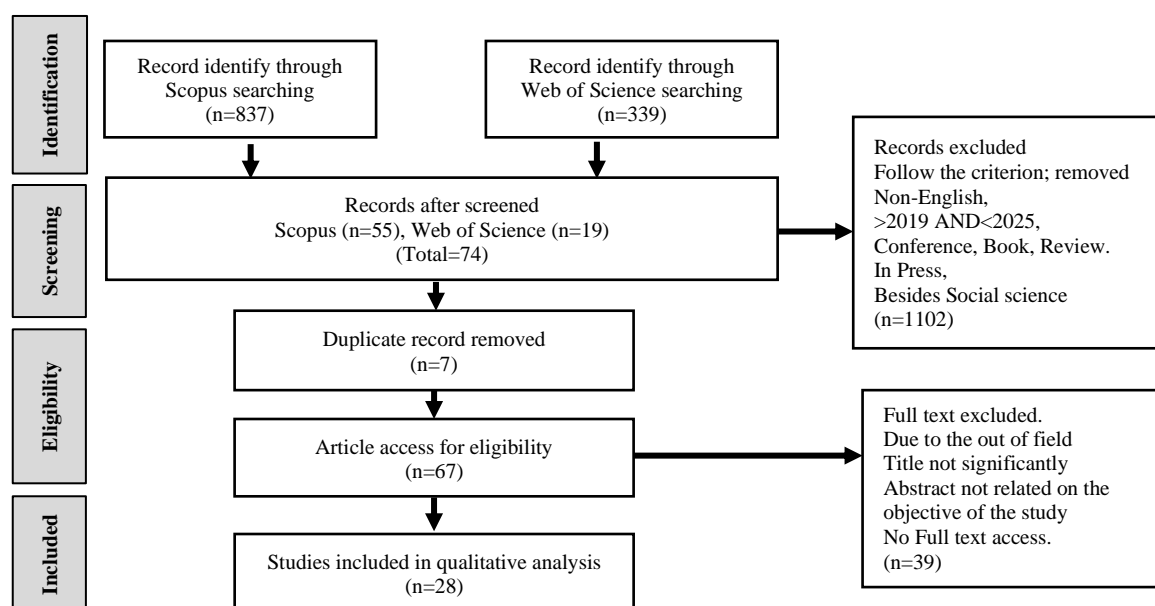 Identification
Record identify through
Scopus searching
(n=837)
Record identify through
Web of Science searching
(n=339)
Records excluded
Follow the criterion; removed
Non-English,
>2019 AND<2025,
Conference, Book, Review.
In Press,
Besides Social science
(n=1102)
Screening
Records after screened
Scopus (n=55), Web of Science (n=19)
(Total=74)
Duplicate record removed
(n=7)
Eligibility
Article access for eligibility
(n=67)
Full text excluded.
Due to the out of field
Title not significantly
Abstract not related on the
objective of the study
No Full text access.
(n=39)
Included
Studies included in qualitative analysis
(n=28)